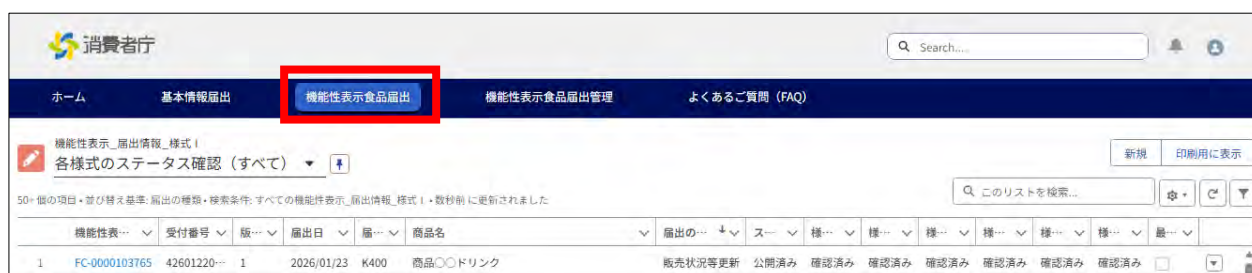 消費者庁
Search...
ホーム 基本情報届出 機能性表示食品届出 機能性表示食品届出管理 よくあるご質問（FAQ）
機能性表示_届出情報_様式Ⅰ
各様式のステータス確認（すべて）
新規 印刷用に表示
50+ 個の項目・並び替え基準: 届出の種類・検索条件: すべての機能性表示_届出情報_様式Ⅰ・数秒前 に更新されました
このリストを検索...
機能性表… 受付番号 版… 届出日 届… 商品名 届出の… ス… 様… 様… 様… 様… 様… 様… 最…
1 FC-0000103765 42601220… 1 2026/01/23 K400 商品○○ドリンク 販売状況等更新 公開済み 確認済み 確認済み 確認済み 確認済み 確認済み 確認済み